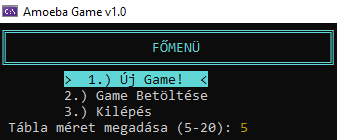 Amoeba Game v1.0
FŐMENÜ
> 1.) Új Game! <
2.) Game Betöltése
3.) Kilépés
Tábla méret megadása (5-20): 5